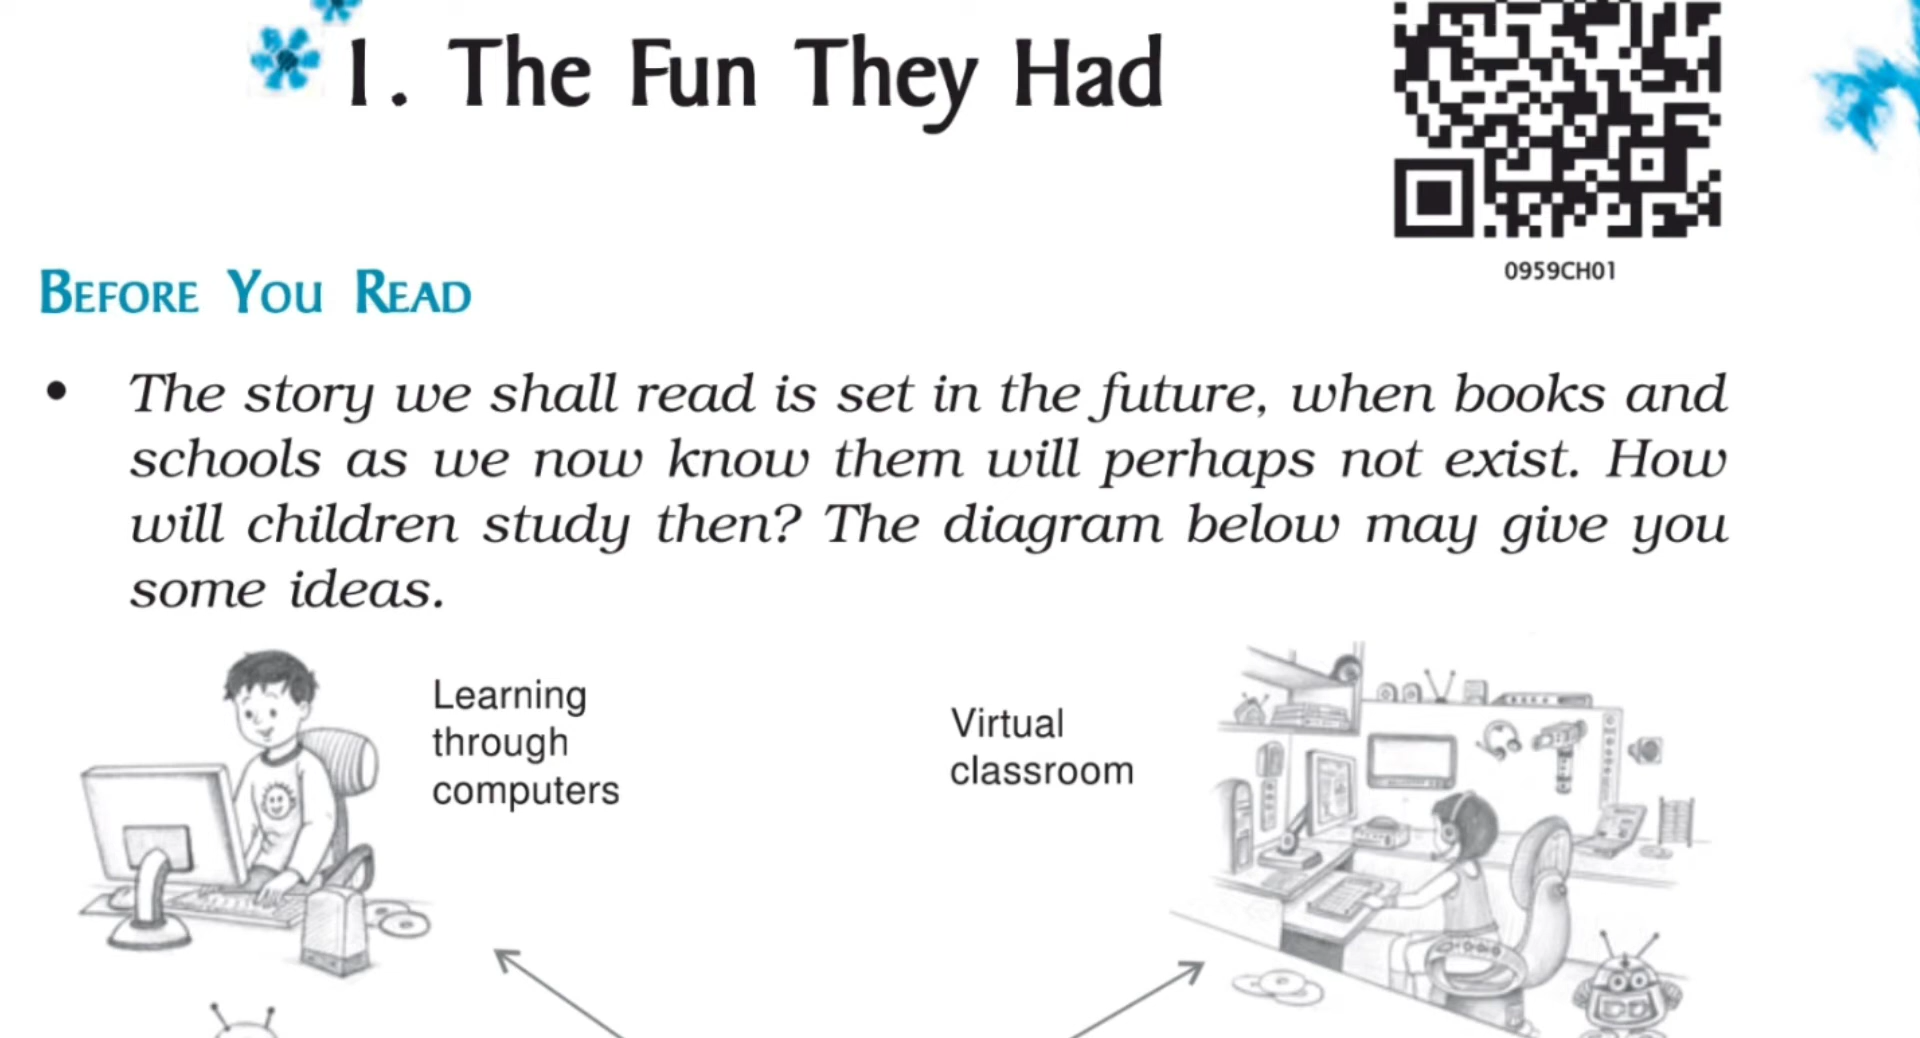 1. The Fun They Had
0959CH01
BEFORE YOU READ
• The story we shall read is set in the future, when books and
schools as we now know them will perhaps not exist. How
will children study then? The diagram below may give you
some ideas.
Learning
through
computers
Virtual
classroom